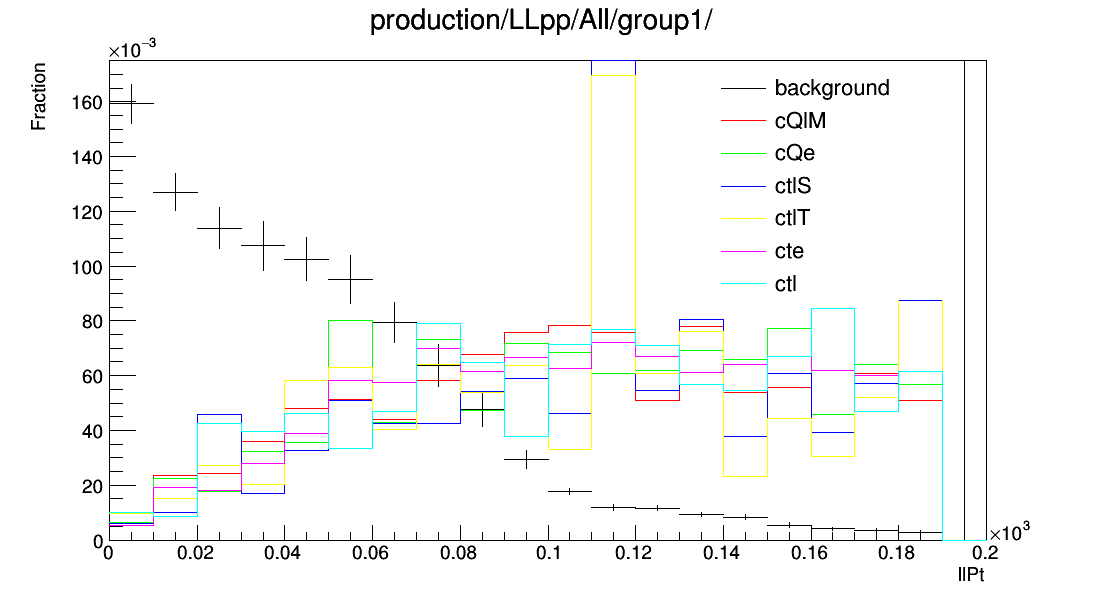 production/LLpp/All/group1/
×10⁻³
Fraction
160
140
120
100
80
60
40
20
0
background
cQlM
cQe
ctlS
ctlT
cte
ctl
0 0.02 0.04 0.06 0.08 0.1 0.12 0.14 0.16 0.18 0.2
×10³
llPt